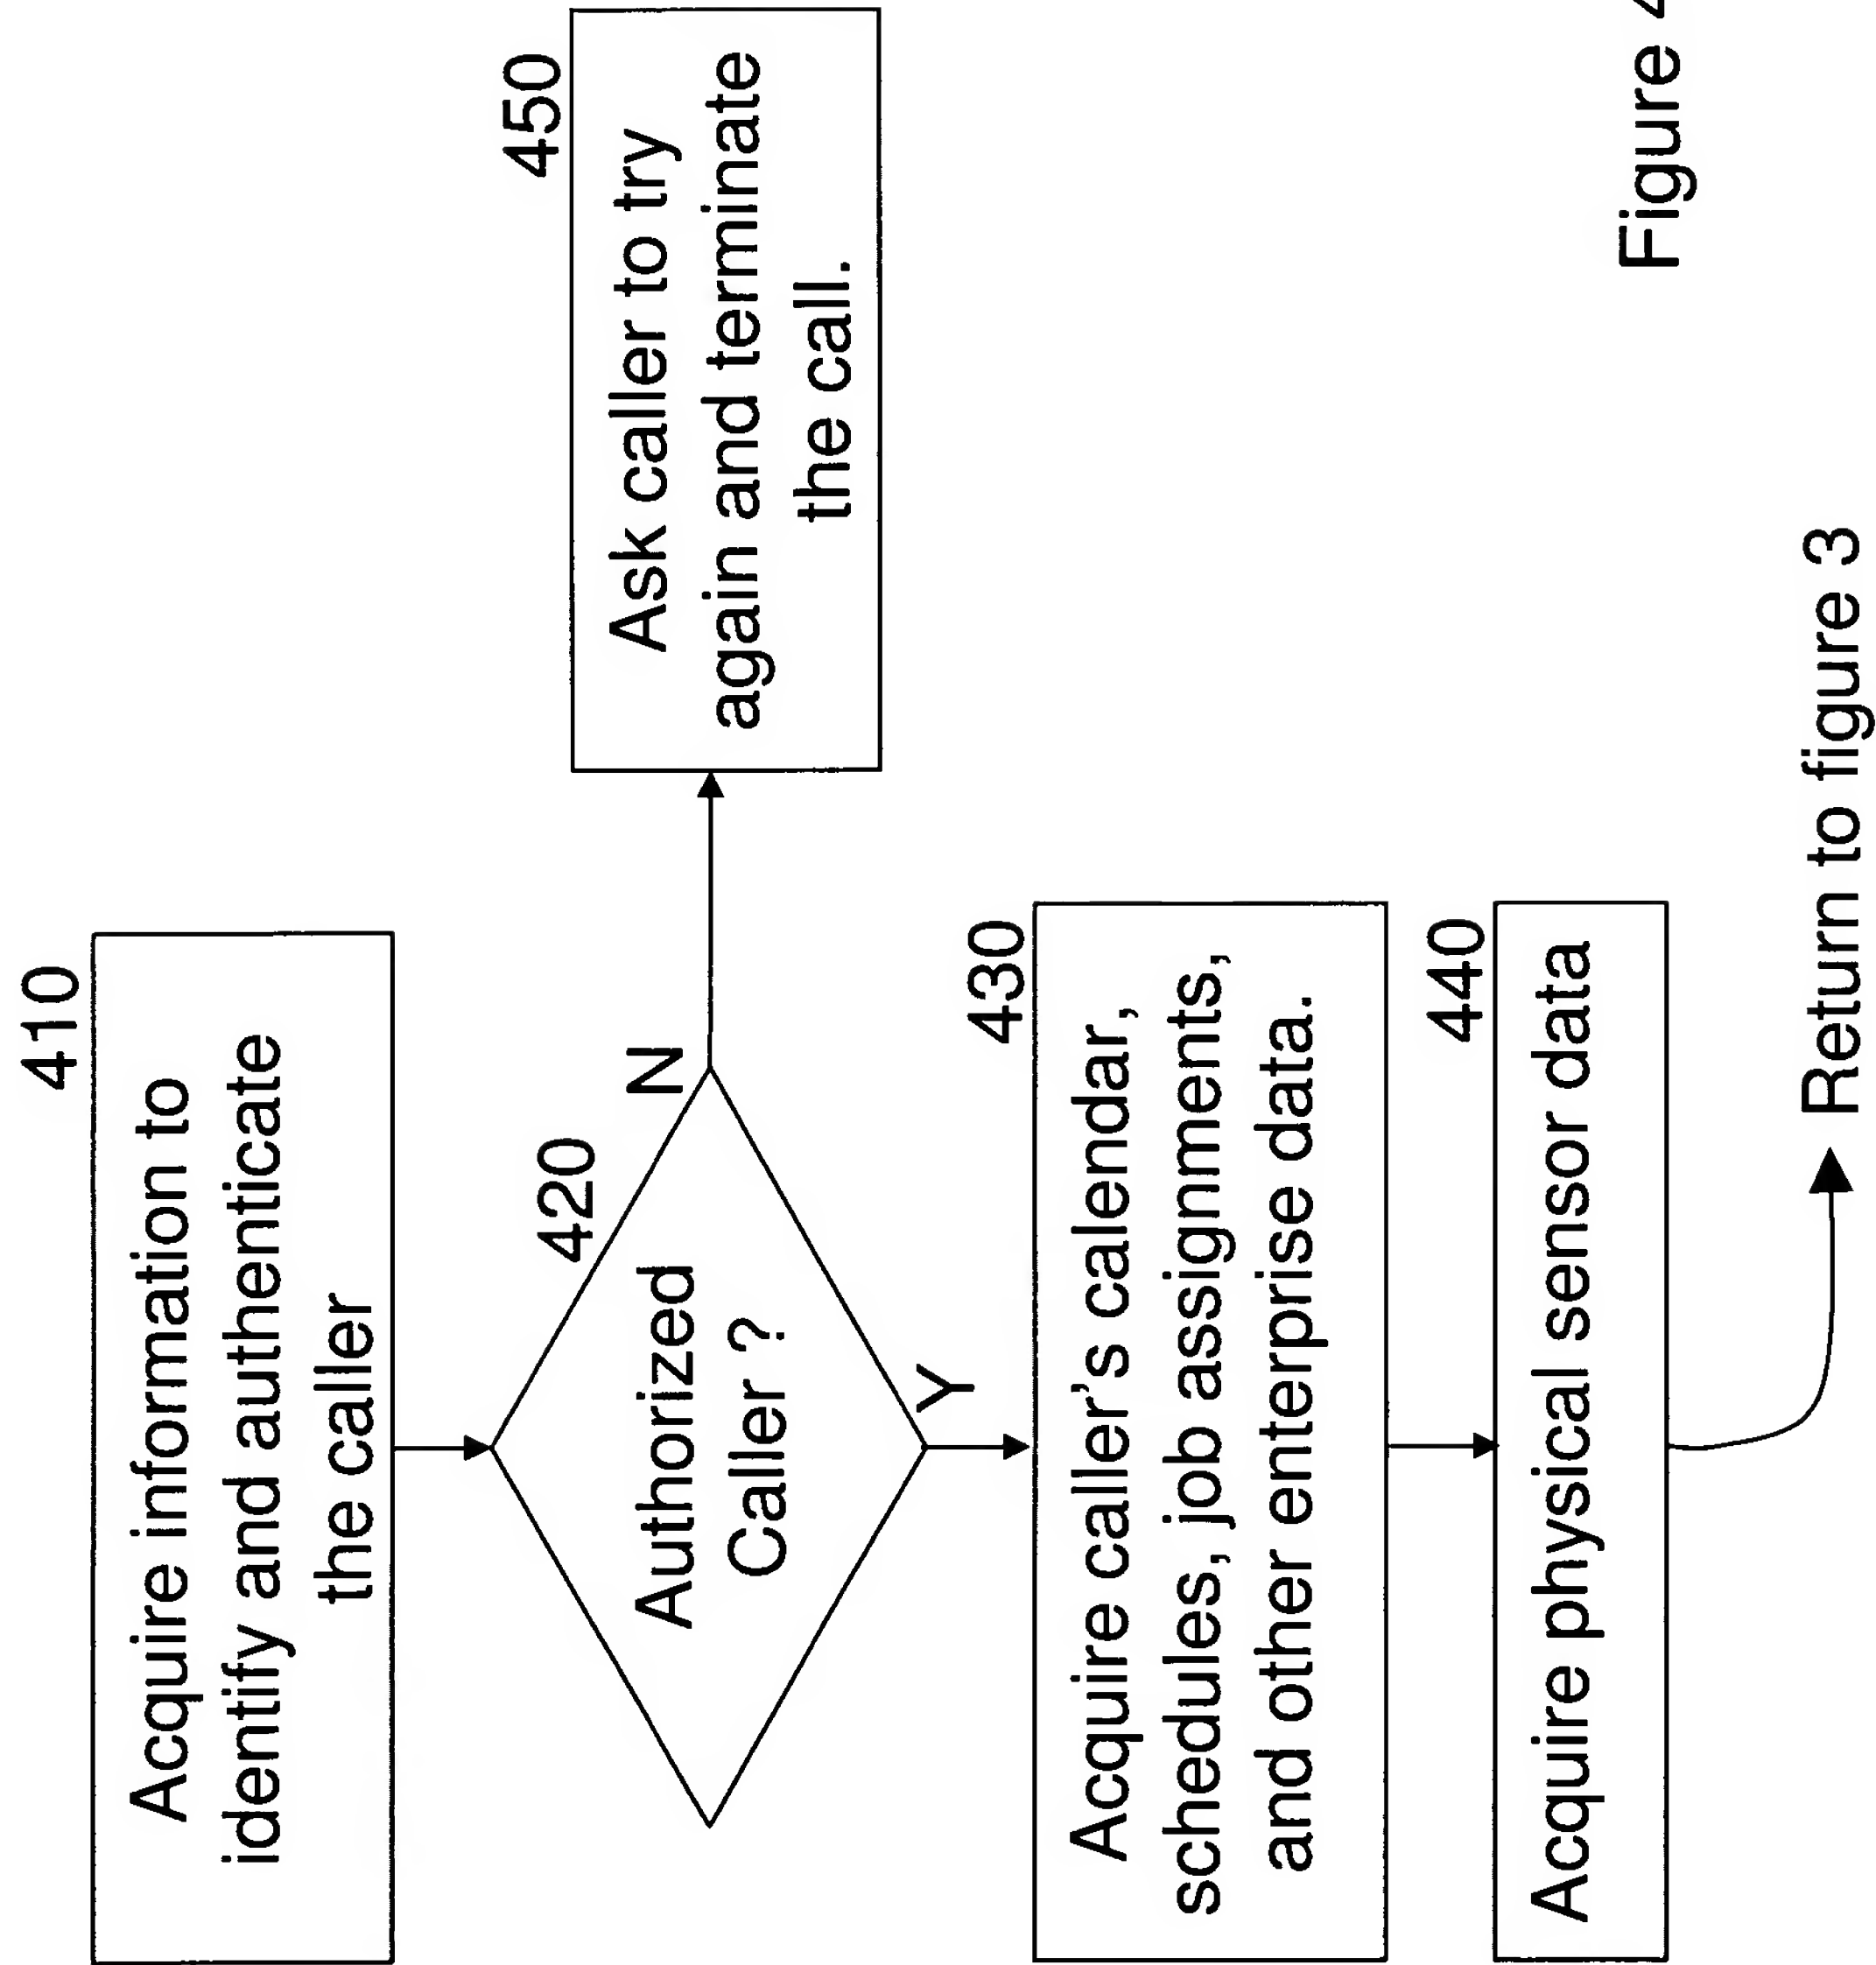 410
Acquire information to
identify and authenticate
the caller
420
Authorized
Caller ?
N
Y
450
Ask caller to try
again and terminate
the call.
430
Acquire caller's calendar,
schedules, job assignments,
and other enterprise data.
440
Acquire physical sensor data
Return to figure 3
Figure 4